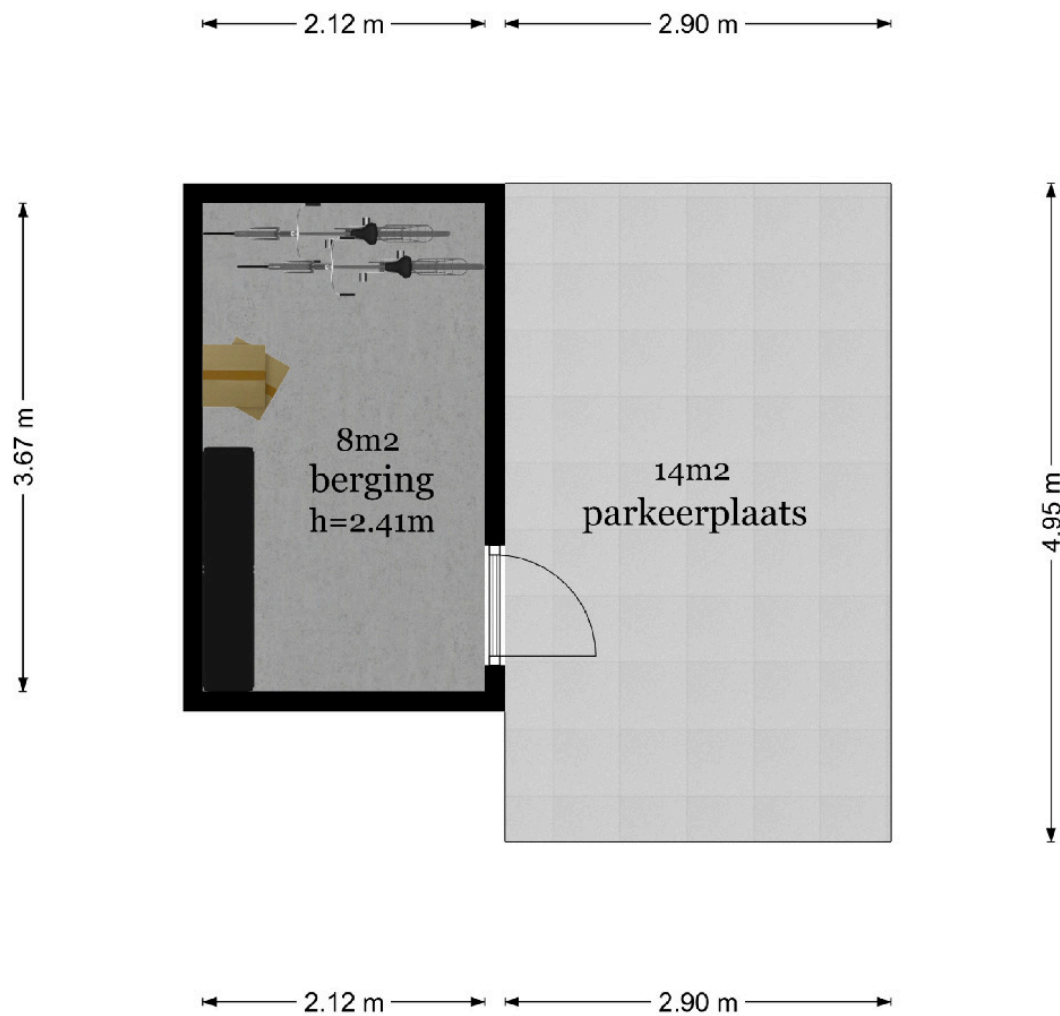 2.12 m
2.90 m
3.67 m
8m2
berging
h=2.41m
14m2
parkeerplaats
4.95 m
2.12 m
2.90 m